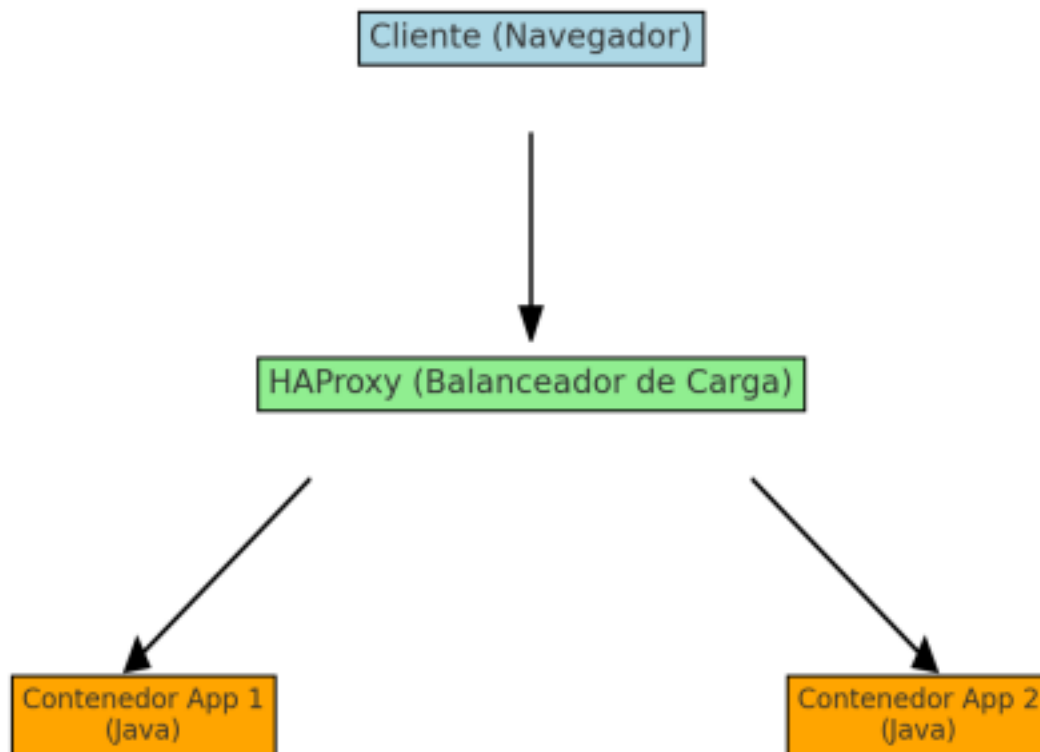 Cliente (Navegador)
HAProxy (Balanceador de Carga)
Contenedor App 1
(Java)
Contenedor App 2
(Java)